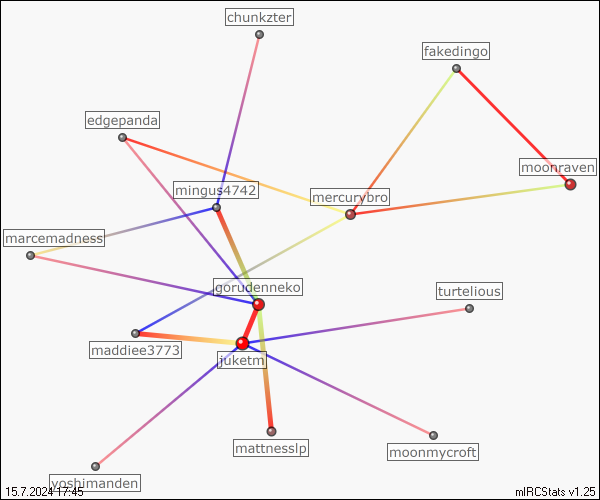 chunkzter
fakedingo
edgepanda
moonraven
mingus4742
mercurybro
marcemadness
gorudenneko
turtelious
maddiee3773
juketm
mattnesslp
moonmycroft
yoshimanden
15.7.2024 17:45
mIRCStats v1.25